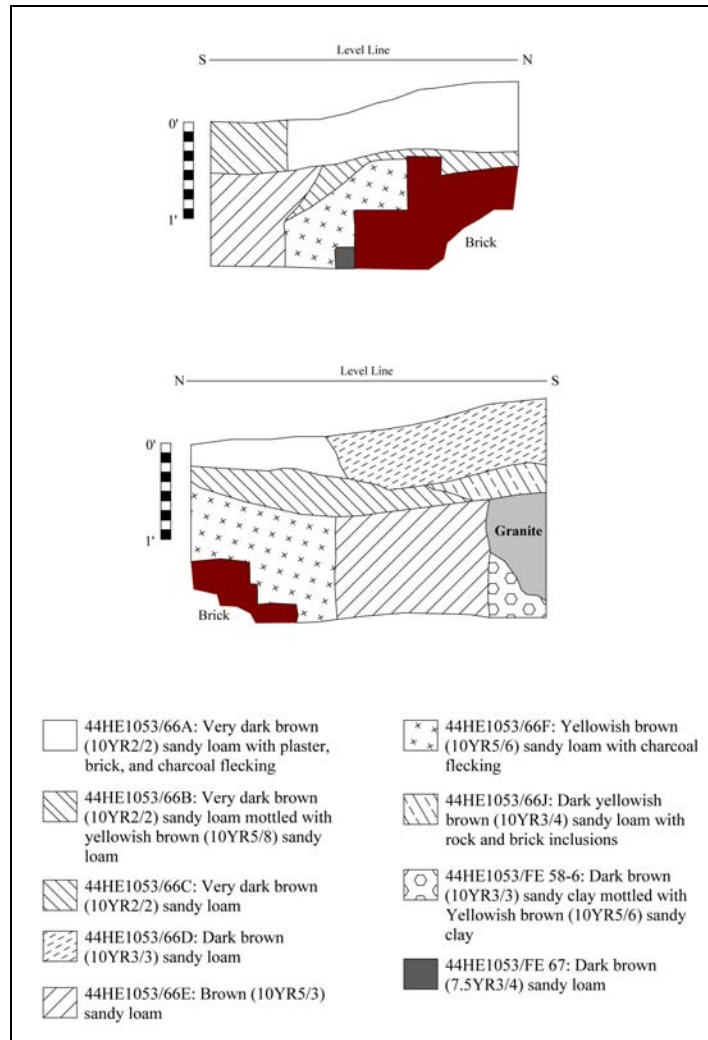 Level Line
S N
0'
1'
Brick
Level Line
N S
0'
1'
Granite
Brick
44HE1053/66A: Very dark brown
(10YR2/2) sandy loam with plaster,
brick, and charcoal flecking
44HE1053/66B: Very dark brown
(10YR2/2) sandy loam mottled with
yellowish brown (10YR5/8) sandy
loam
44HE1053/66C: Very dark brown
(10YR2/2) sandy loam
44HE1053/66D: Dark brown
(10YR3/3) sandy loam
44HE1053/66E: Brown (10YR5/3)
sandy loam
44HE1053/66F: Yellowish brown
(10YR5/6) sandy loam with charcoal
flecking
44HE1053/66J: Dark yellowish
brown (10YR3/4) sandy loam with
rock and brick inclusions
44HE1053/FE 58-6: Dark brown
(10YR3/3) sandy clay mottled with
Yellowish brown (10YR5/6) sandy
clay
44HE1053/FE 67: Dark brown
(7.5YR3/4) sandy loam